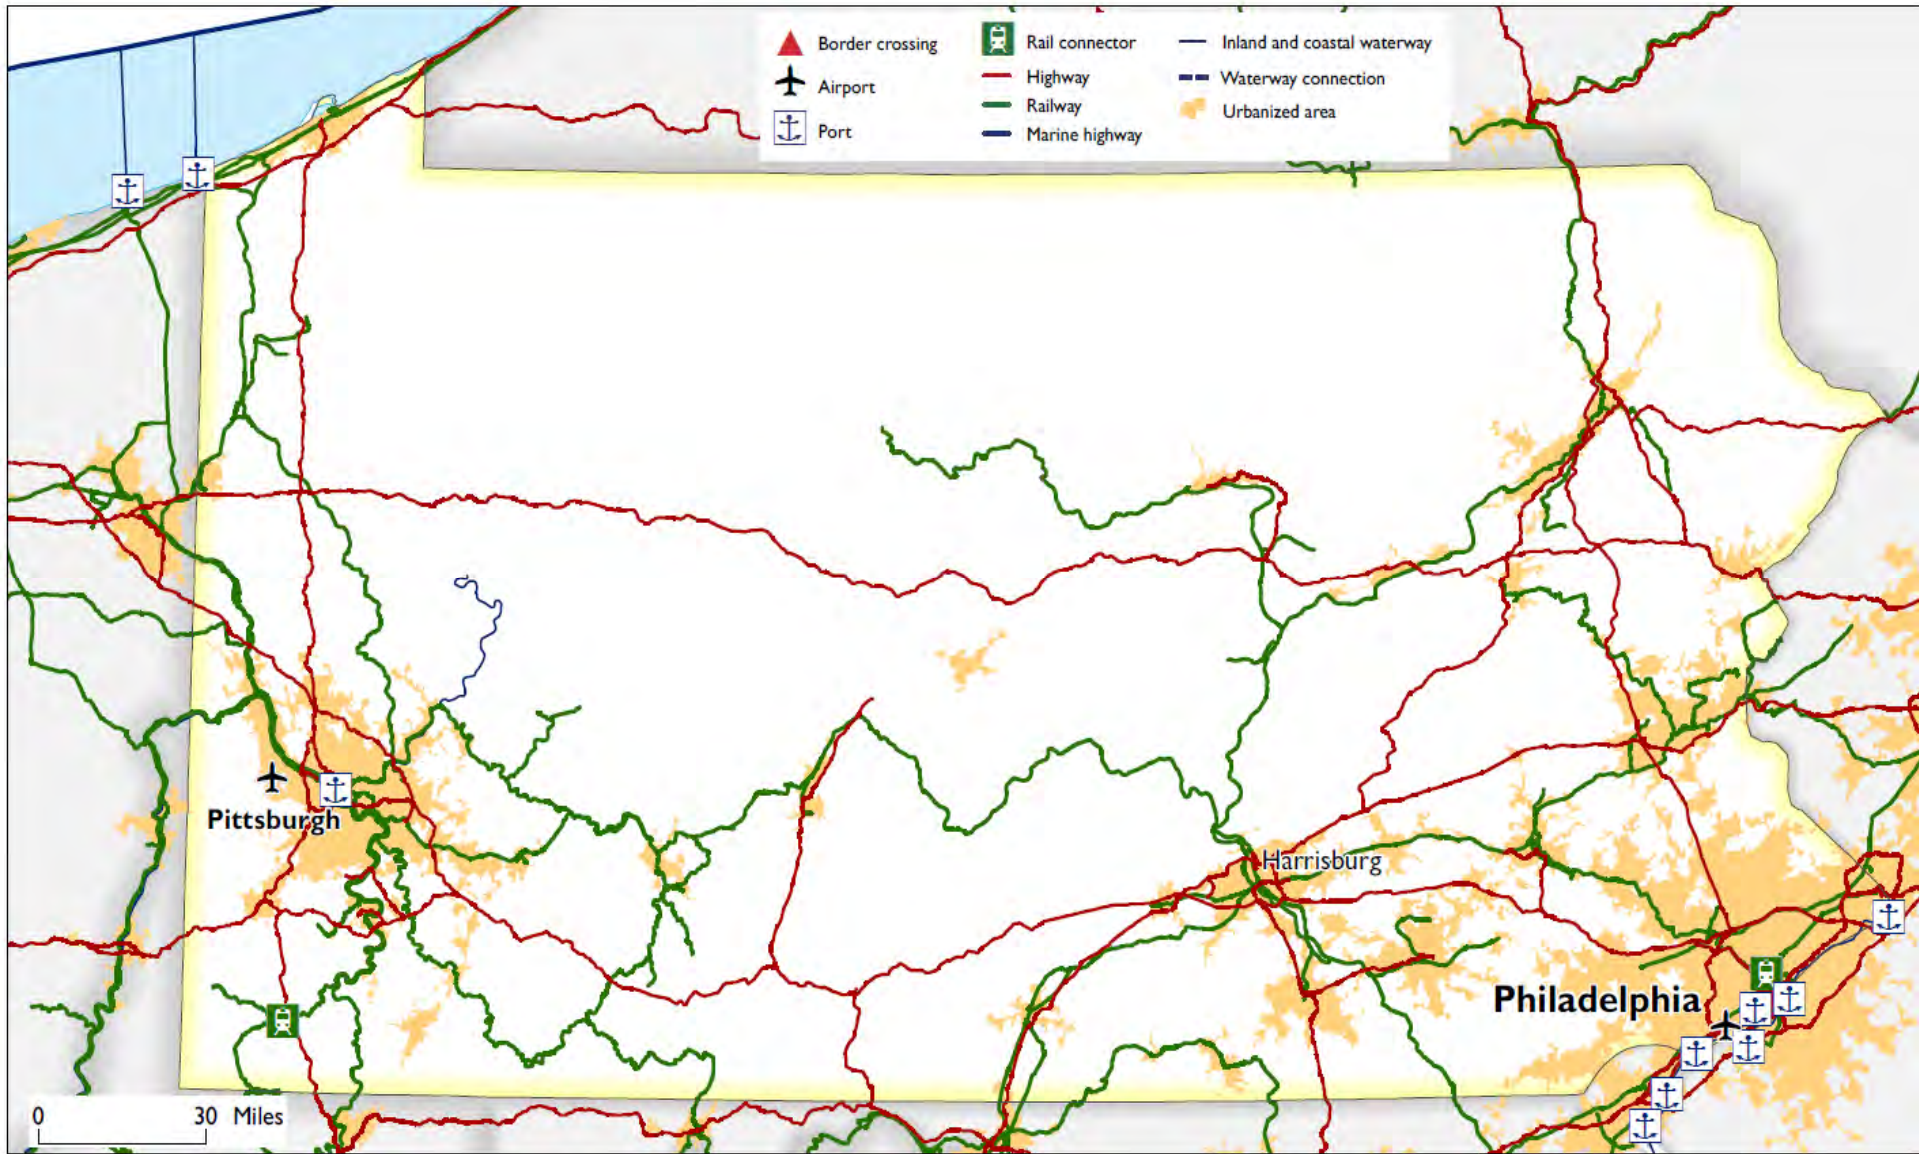 Border crossing
Airport
Port
Rail connector
Highway
Railway
Marine highway
Inland and coastal waterway
Waterway connection
Urbanized area
Pittsburgh
Harrisburg
Philadelphia
0 30 Miles